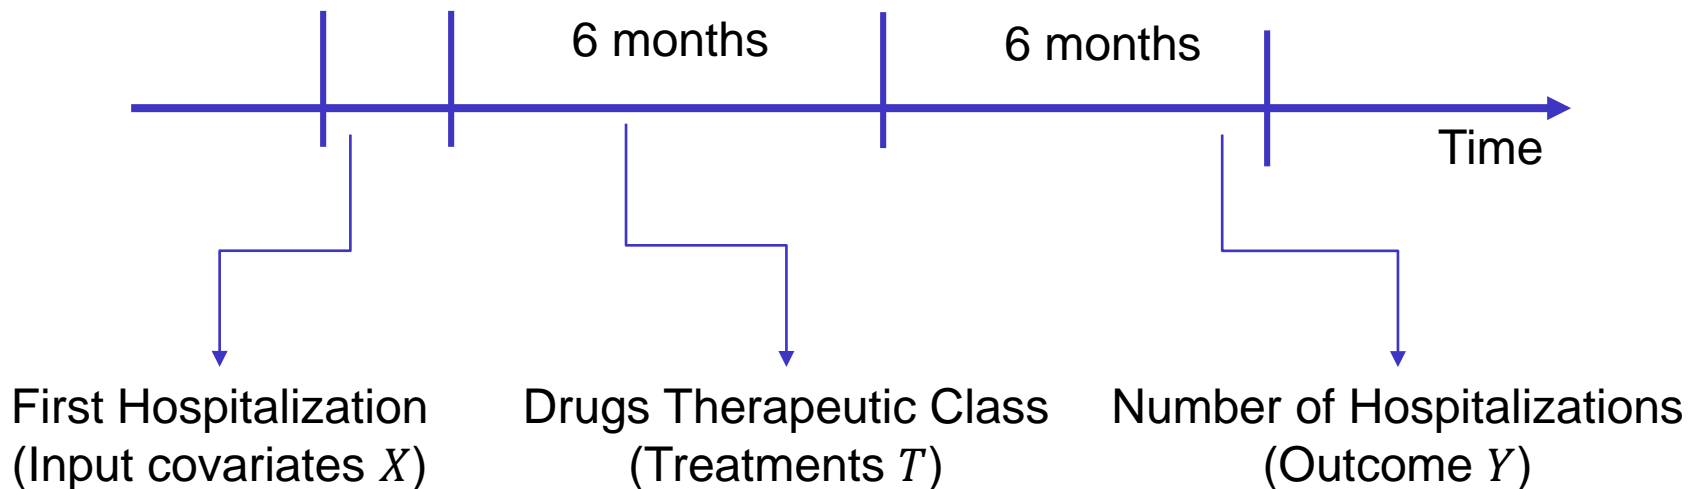 6 months
6 months
Time
First Hospitalization
(Input covariates X)
Drugs Therapeutic Class
(Treatments T)
Number of Hospitalizations
(Outcome Y)